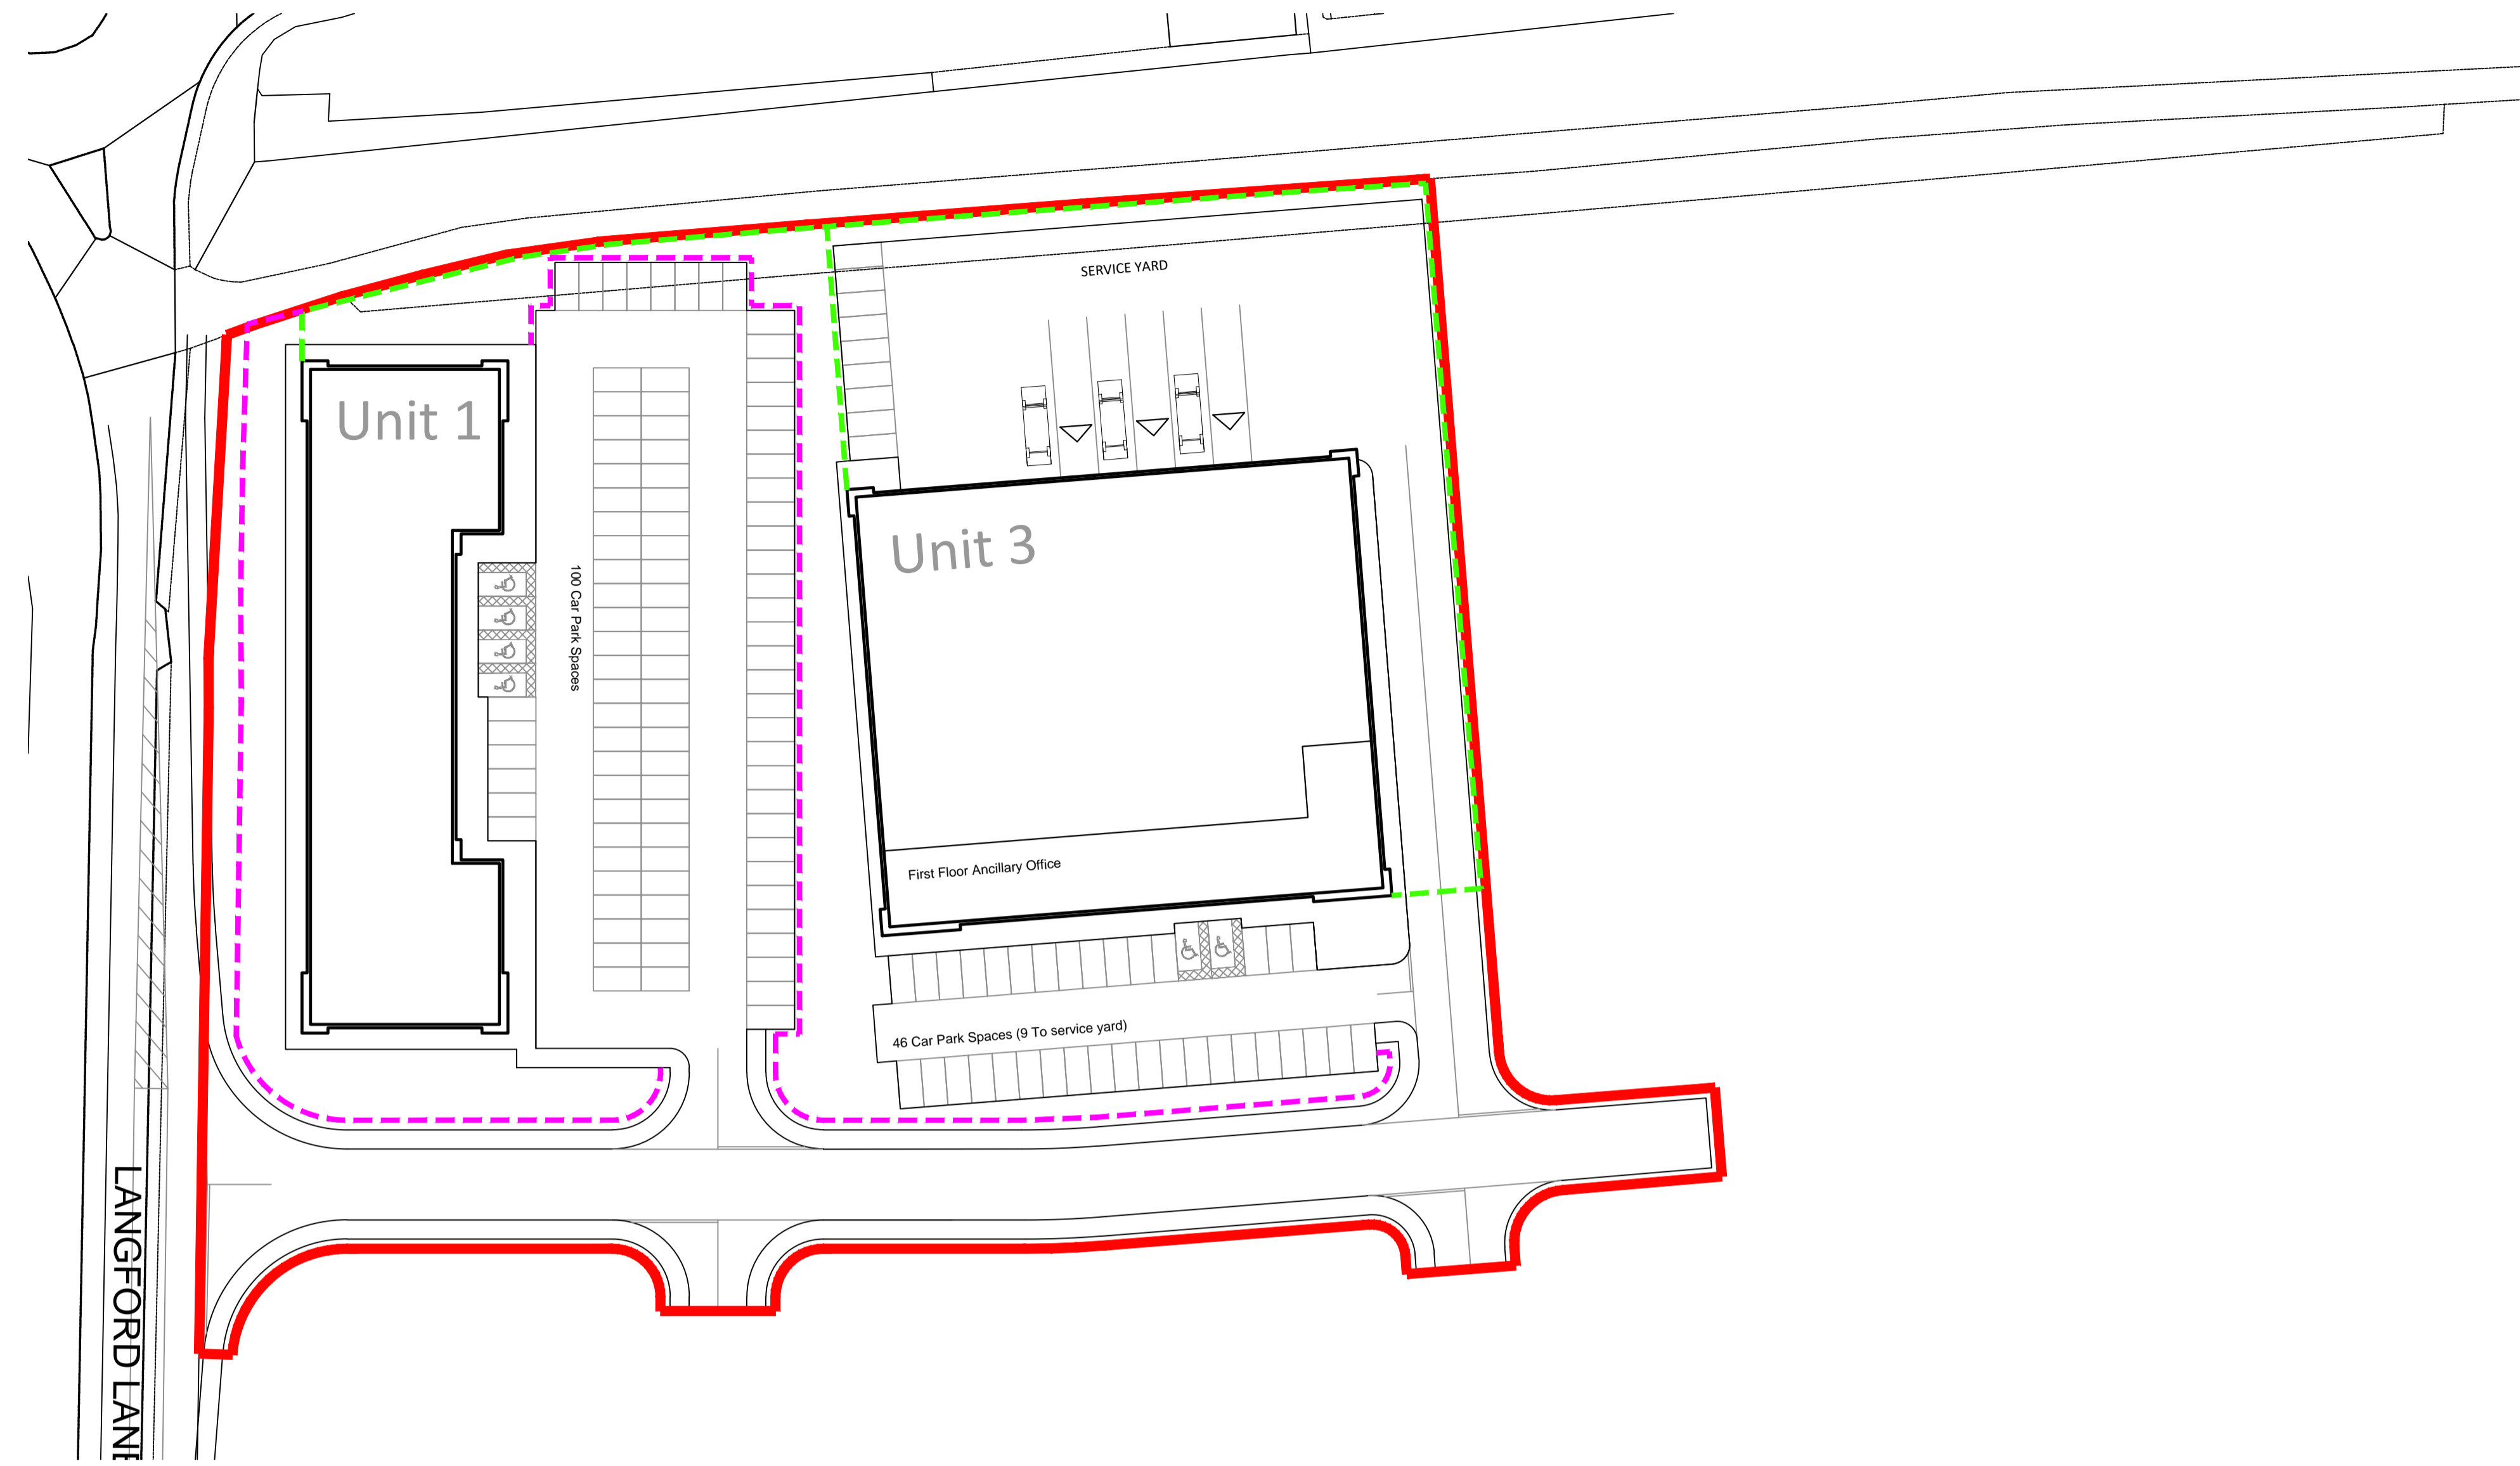 SERVICE YARD
Unit 1
Unit 3
100 Car Park Spaces
First Floor Ancillary Office
46 Car Park Spaces (9 To service yard)
LANGFORD LANE